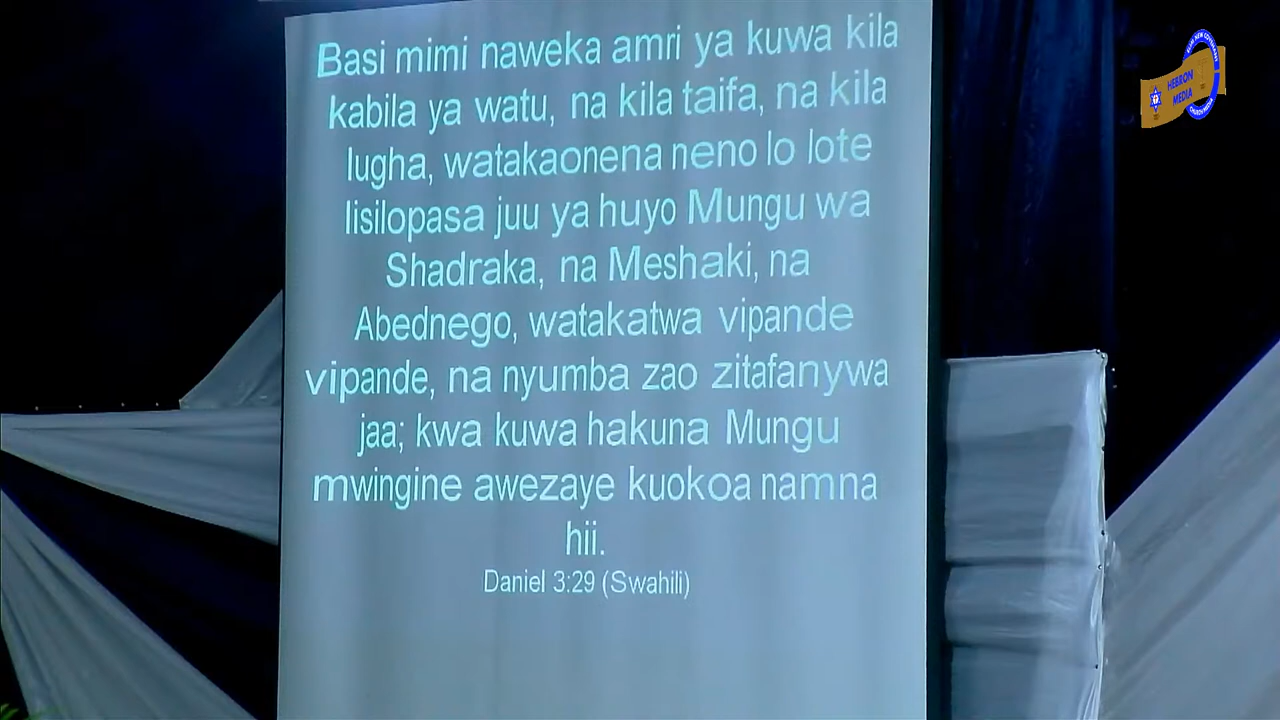 Basi mimi naweka amri ya kuwa kila
kabila ya watu, na kila taifa, na kila
lugha, watakaonena neno lo lote
lisilopasa juu ya huyo Mungu wa
Shadraka, na Meshaki, na
Abednego, watakatwa vipande
vipande, na nyumba zao zitafanywa
jaa; kwa kuwa hakuna Mungu
mwingine awezaye kuokoa namna
hii.
Daniel 3:29 (Swahili)
HEBRON
MEDIA